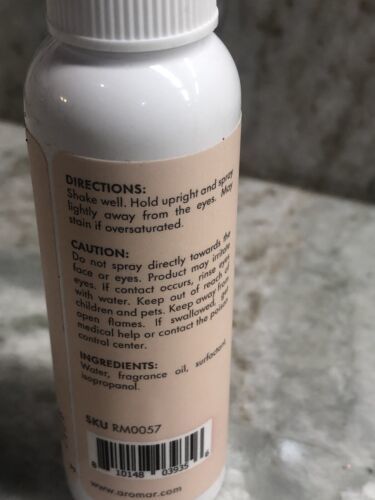 DIRECTIONS:
Shake well. Hold upright and spray
lightly away from the eyes. May
stain if oversaturated.
CAUTION:
Do not spray directly towards the
face or eyes. Product may irritate
eyes. If contact occurs, rinse eyes
with water. Keep out of reach of
children and pets. Keep away from
open flames. If swallowed, get
medical help or contact the poison
control center.
INGREDIENTS:
Water, fragrance oil, surfactant,
isopropanol.
SKU RM0057
8 10148 03935 6
www.aromar.com